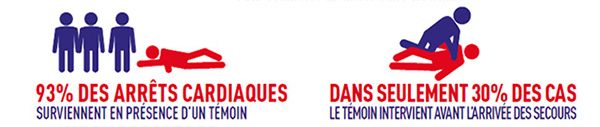 93% DES ARRÊTS CARDIAQUES
SURVIENNENT EN PRÉSENCE D'UN TÉMOIN
DANS SEULEMENT 30% DES CAS
LE TÉMOIN INTERVIENT AVANT L'ARRIVÉE DES SECOURS